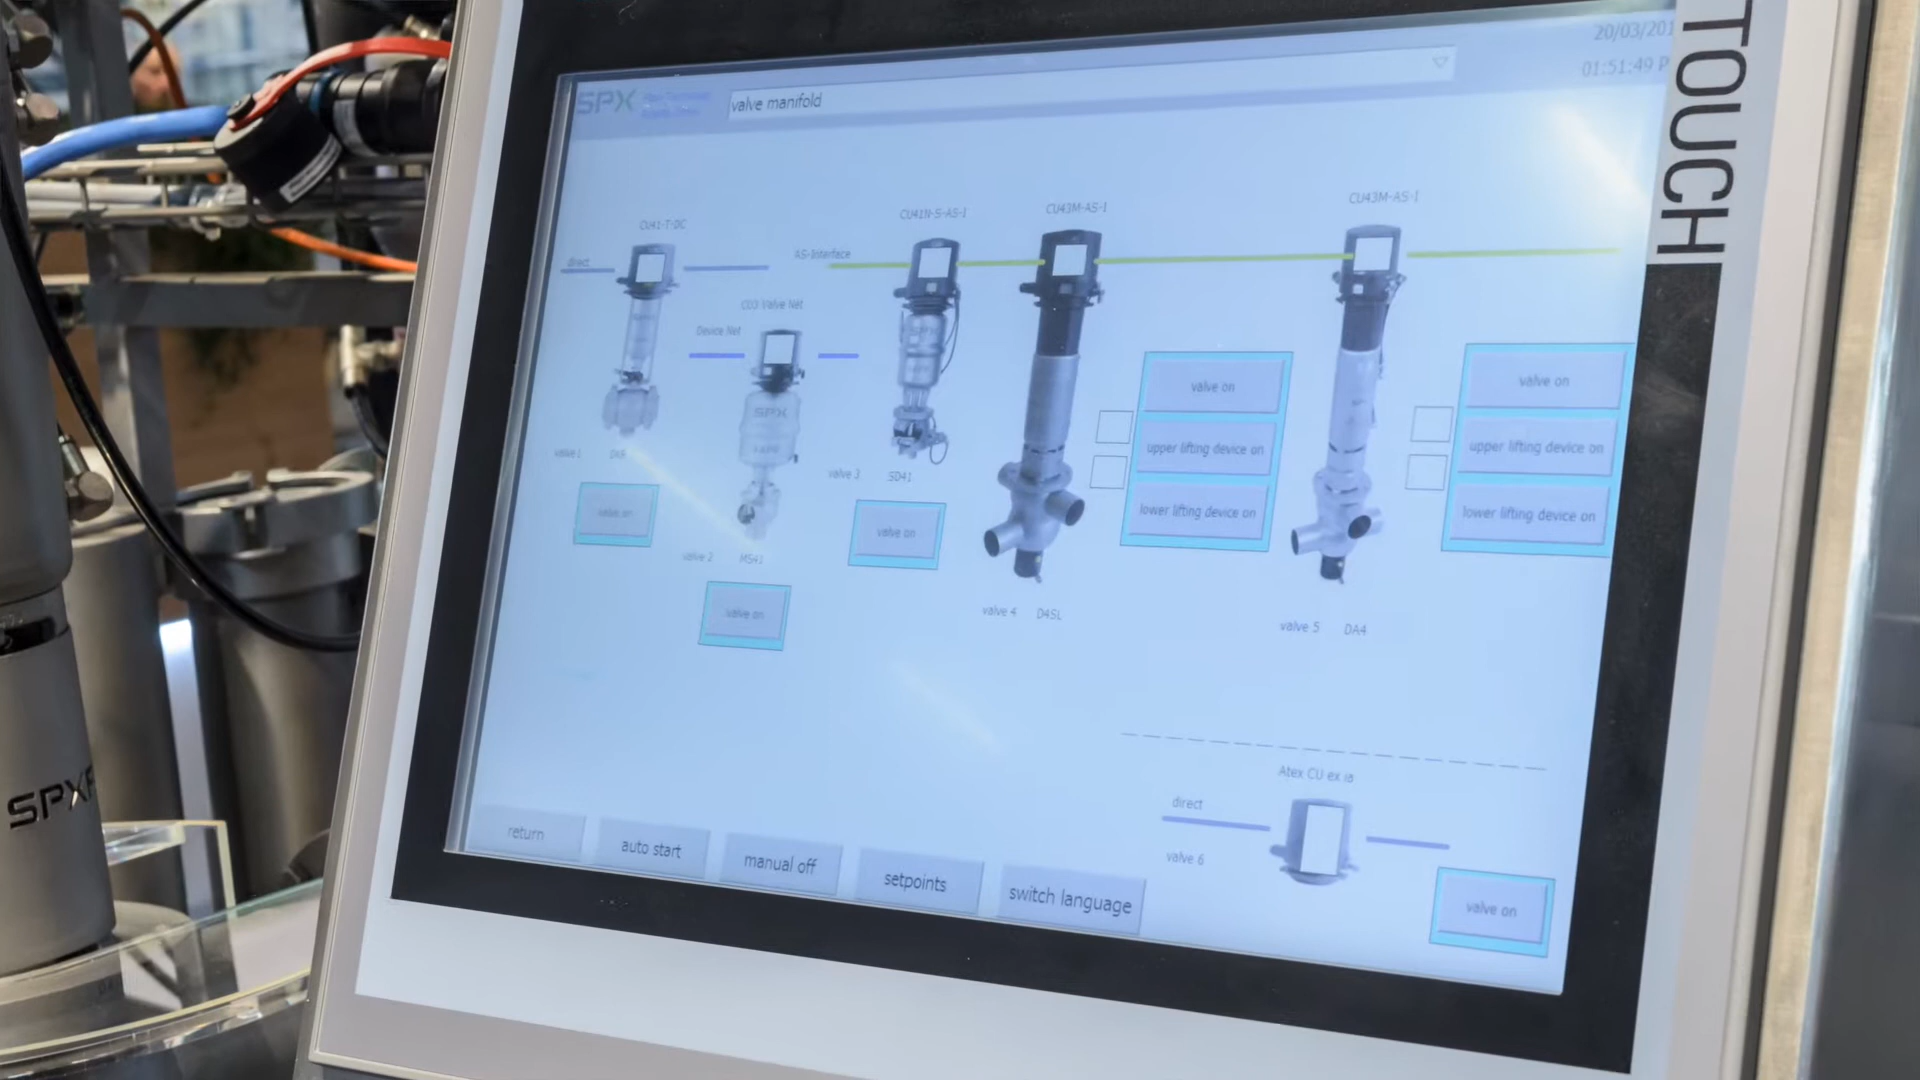 TOUCH
20/03/201
01:51:49 P
SPX
valve manifold
CU41-T-DC
CU41N-S-AS-I
CU43M-AS-I
CU43M-AS-I
direct
AS-Interface
CU3 Valve Net
Device Net
valve on
upper lifting device on
lower lifting device on
valve on
upper lifting device on
lower lifting device on
valve 1
valve on
valve 2
MS41
valve on
valve 3
SD41
valve on
valve 4
D4SL
valve 5
DA4
Atex CU ex ia
direct
valve 6
valve on
return
auto start
manual off
setpoints
switch language
SPX